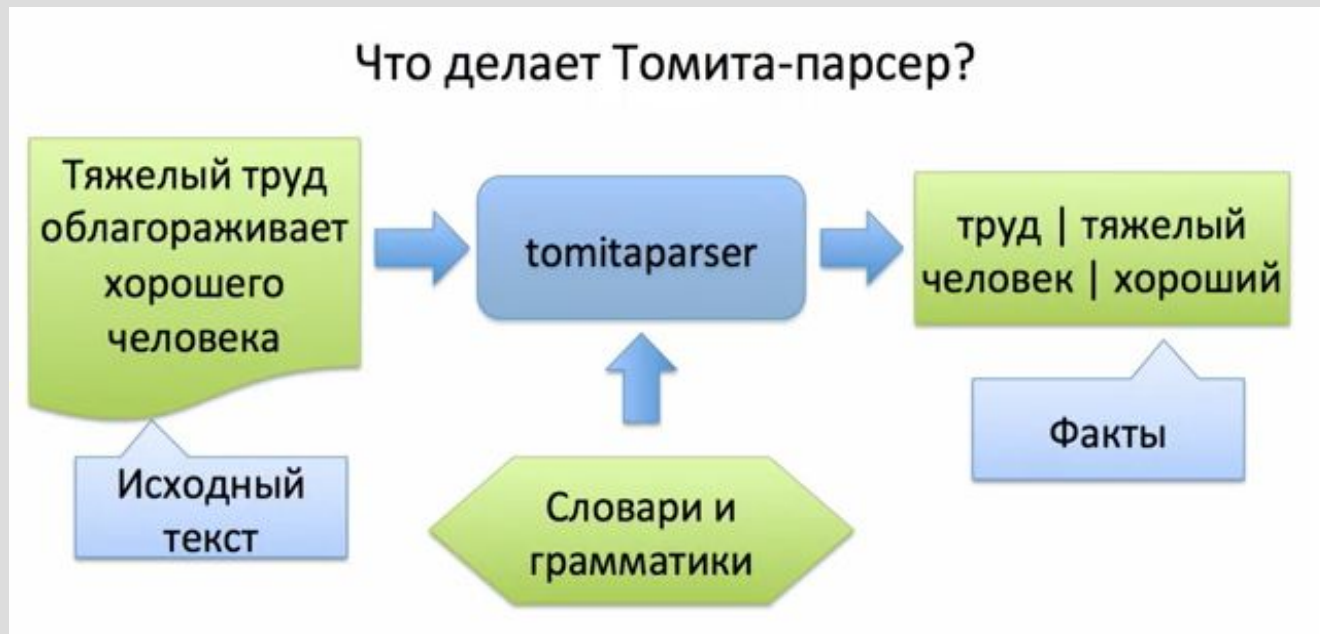 Что делает Томита-парсер?
Тяжелый труд
облагораживает
хорошего
человека
tomitaparser
труд | тяжелый
человек | хороший
Исходный
текст
Словари и
грамматики
Факты